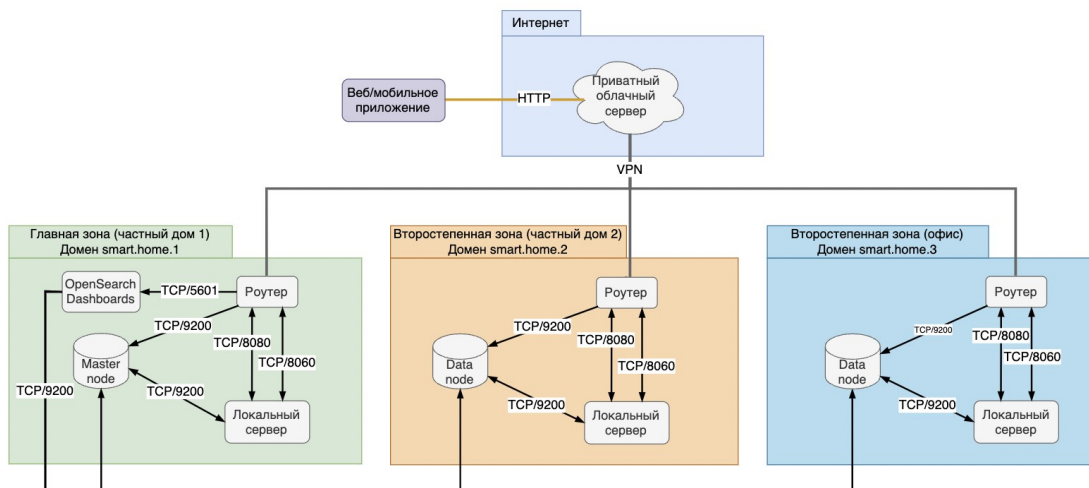 Интернет
Приватный
облачный
сервер
Веб/мобильное
приложение
HTTP
VPN
Главная зона (частный дом 1)
Домен smart.home.1
OpenSearch
Dashboards
TCP/5601
Роутер
TCP/9200
TCP/8080
Master
node
TCP/8060
TCP/9200
TCP/9200
Локальный
сервер
Второстепенная зона (частный дом 2)
Домен smart.home.2
Роутер
TCP/9200
TCP/8080
Data
node
TCP/8060
TCP/9200
Локальный
сервер
Второстепенная зона (офис)
Домен smart.home.3
Роутер
TCP/9200
TCP/8080
Data
node
TCP/8060
TCP/9200
Локальный
сервер